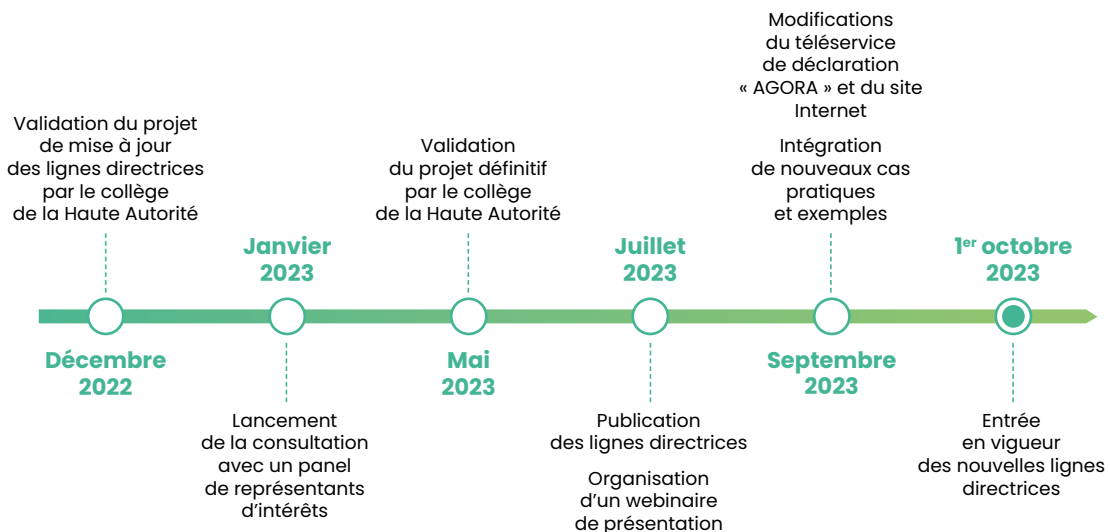 Validation du projet
de mise à jour
des lignes directrices
par le collège
de la Haute Autorité
Décembre
2022
Janvier
2023
Lancement
de la consultation
avec un panel
de représentants
d’intérêts
Validation
du projet définitif
par le collège
de la Haute Autorité
Mai
2023
Juillet
2023
Publication
des lignes directrices
Organisation
d’un webinaire
de présentation
Modifications
du téléservice
de déclaration
« AGORA » et du site
Internet
Intégration
de nouveaux cas
pratiques
et exemples
Septembre
2023
1er octobre
2023
Entrée
en vigueur
des nouvelles lignes
directrices